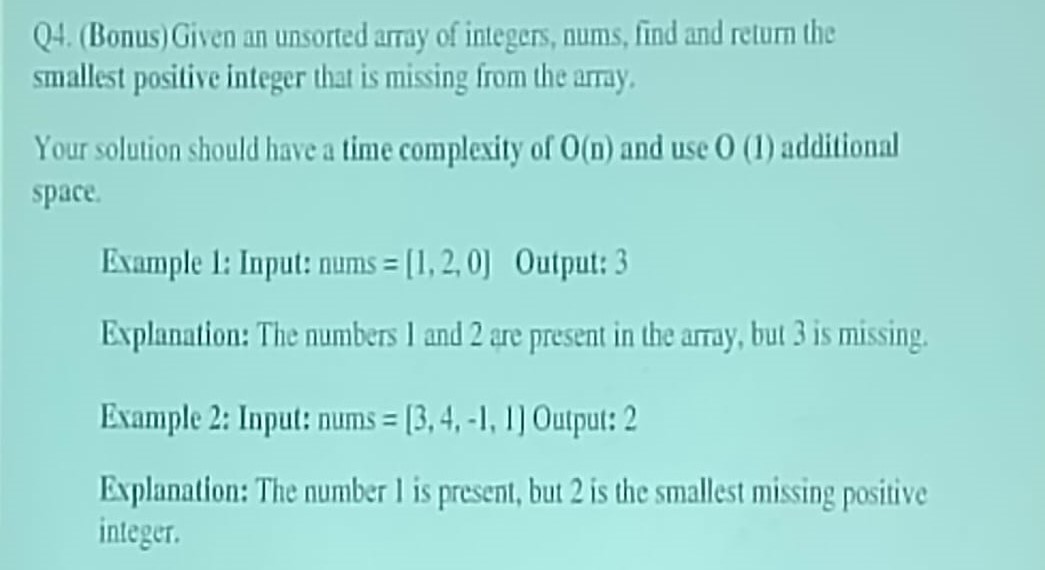 Q4. (Bonus)Given an unsorted array of integers, nums, find and return the
smallest positive integer that is missing from the array.
Your solution should have a time complexity of O(n) and use O (1) additional
space.
Example 1: Input: nums = [1, 2, 0] Output: 3
Explanation: The numbers 1 and 2 are present in the array, but 3 is missing.
Example 2: Input: nums = [3, 4, -1, 1] Output: 2
Explanation: The number 1 is present, but 2 is the smallest missing positive
integer.